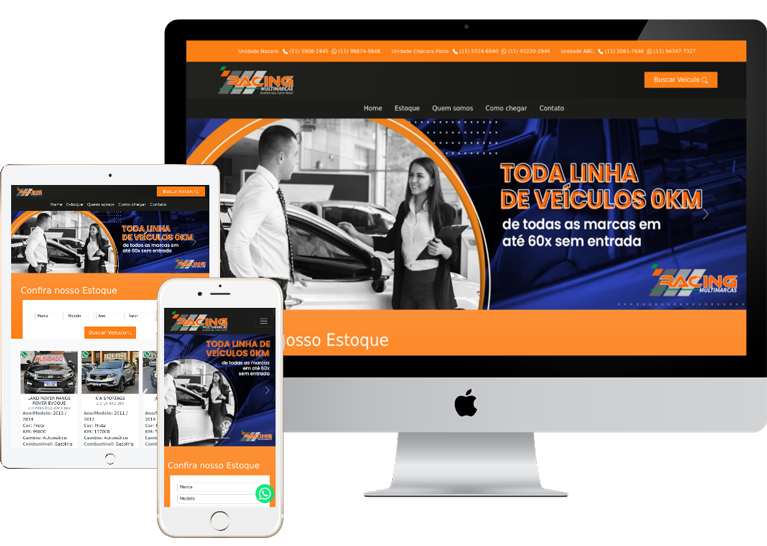 Unidade Nazaré: (11) 5908-1945 (11) 98874-5648 Unidade Chácara Flora: (11) 5524-6640 (11) 93220-2946 Unidade ABC: (11) 2061-7646 (11) 94347-7327
RACING
MULTIMARCAS
Buscar Veículo
Home Estoque Quem somos Como chegar Contato
TODA LINHA
DE VEÍCULOS 0KM
de todas as marcas em
até 60x sem entrada
RACING
MULTIMARCAS
nosso Estoque
RACING
Buscar Veículo
Home Estoque Quem somos Como chegar Contato
TODA LINHA
DE VEÍCULOS 0KM
de todas as marcas em
até 60x sem entrada
RACING
MULTIMARCAS
Confira nosso Estoque
Marca Modelo Ano Valor
Buscar Veículo
LAND ROVER RANGE
ROVER EVOQUE
KIA SPORTAGE
Ano/Modelo: 2013 /
2014
Cor: Preta
Cambio: Automático
Combustível: Gasolina
Ano/Modelo: 2011 /
2012
Cor: Prata
KM: 117000
Cambio: Automático
Combustível: Gasolina
RACING
MULTIMARCAS
TODA LINHA DE
VEÍCULOS 0KM
de todas as marcas
em até 60x
sem entrada
Confira nosso Estoque
Marca
Modelo